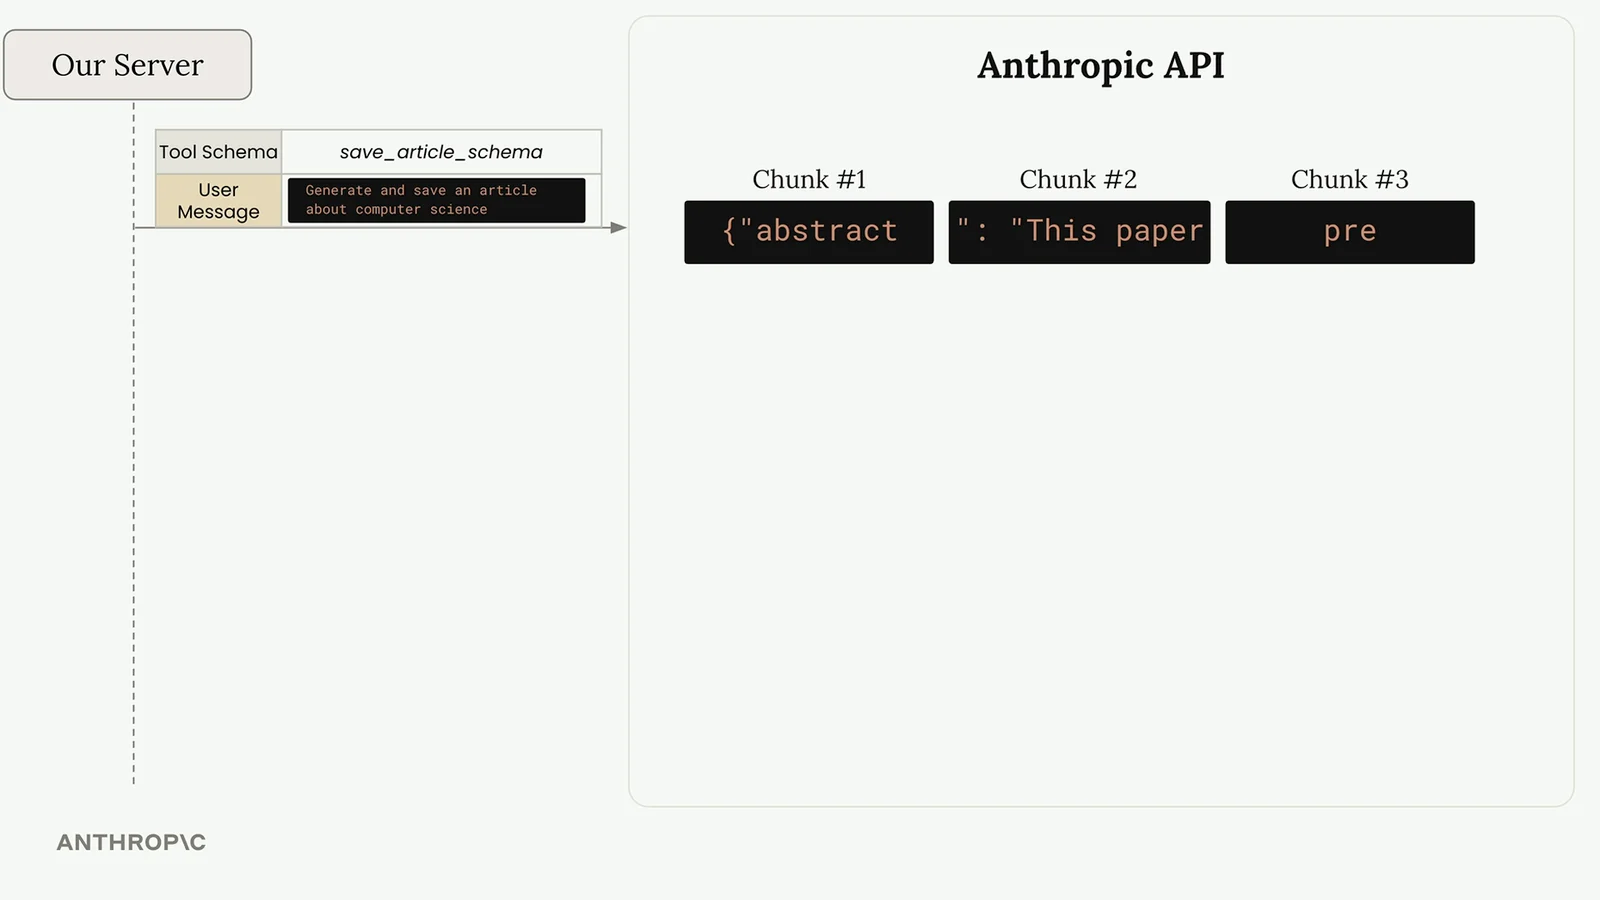 Our Server
Anthropic API
Tool Schema
save_article_schema
User
Message
Generate and save an article
about computer science
Chunk #1
Chunk #2
Chunk #3
{"abstract
": "This paper
pre
ANTHROP\C